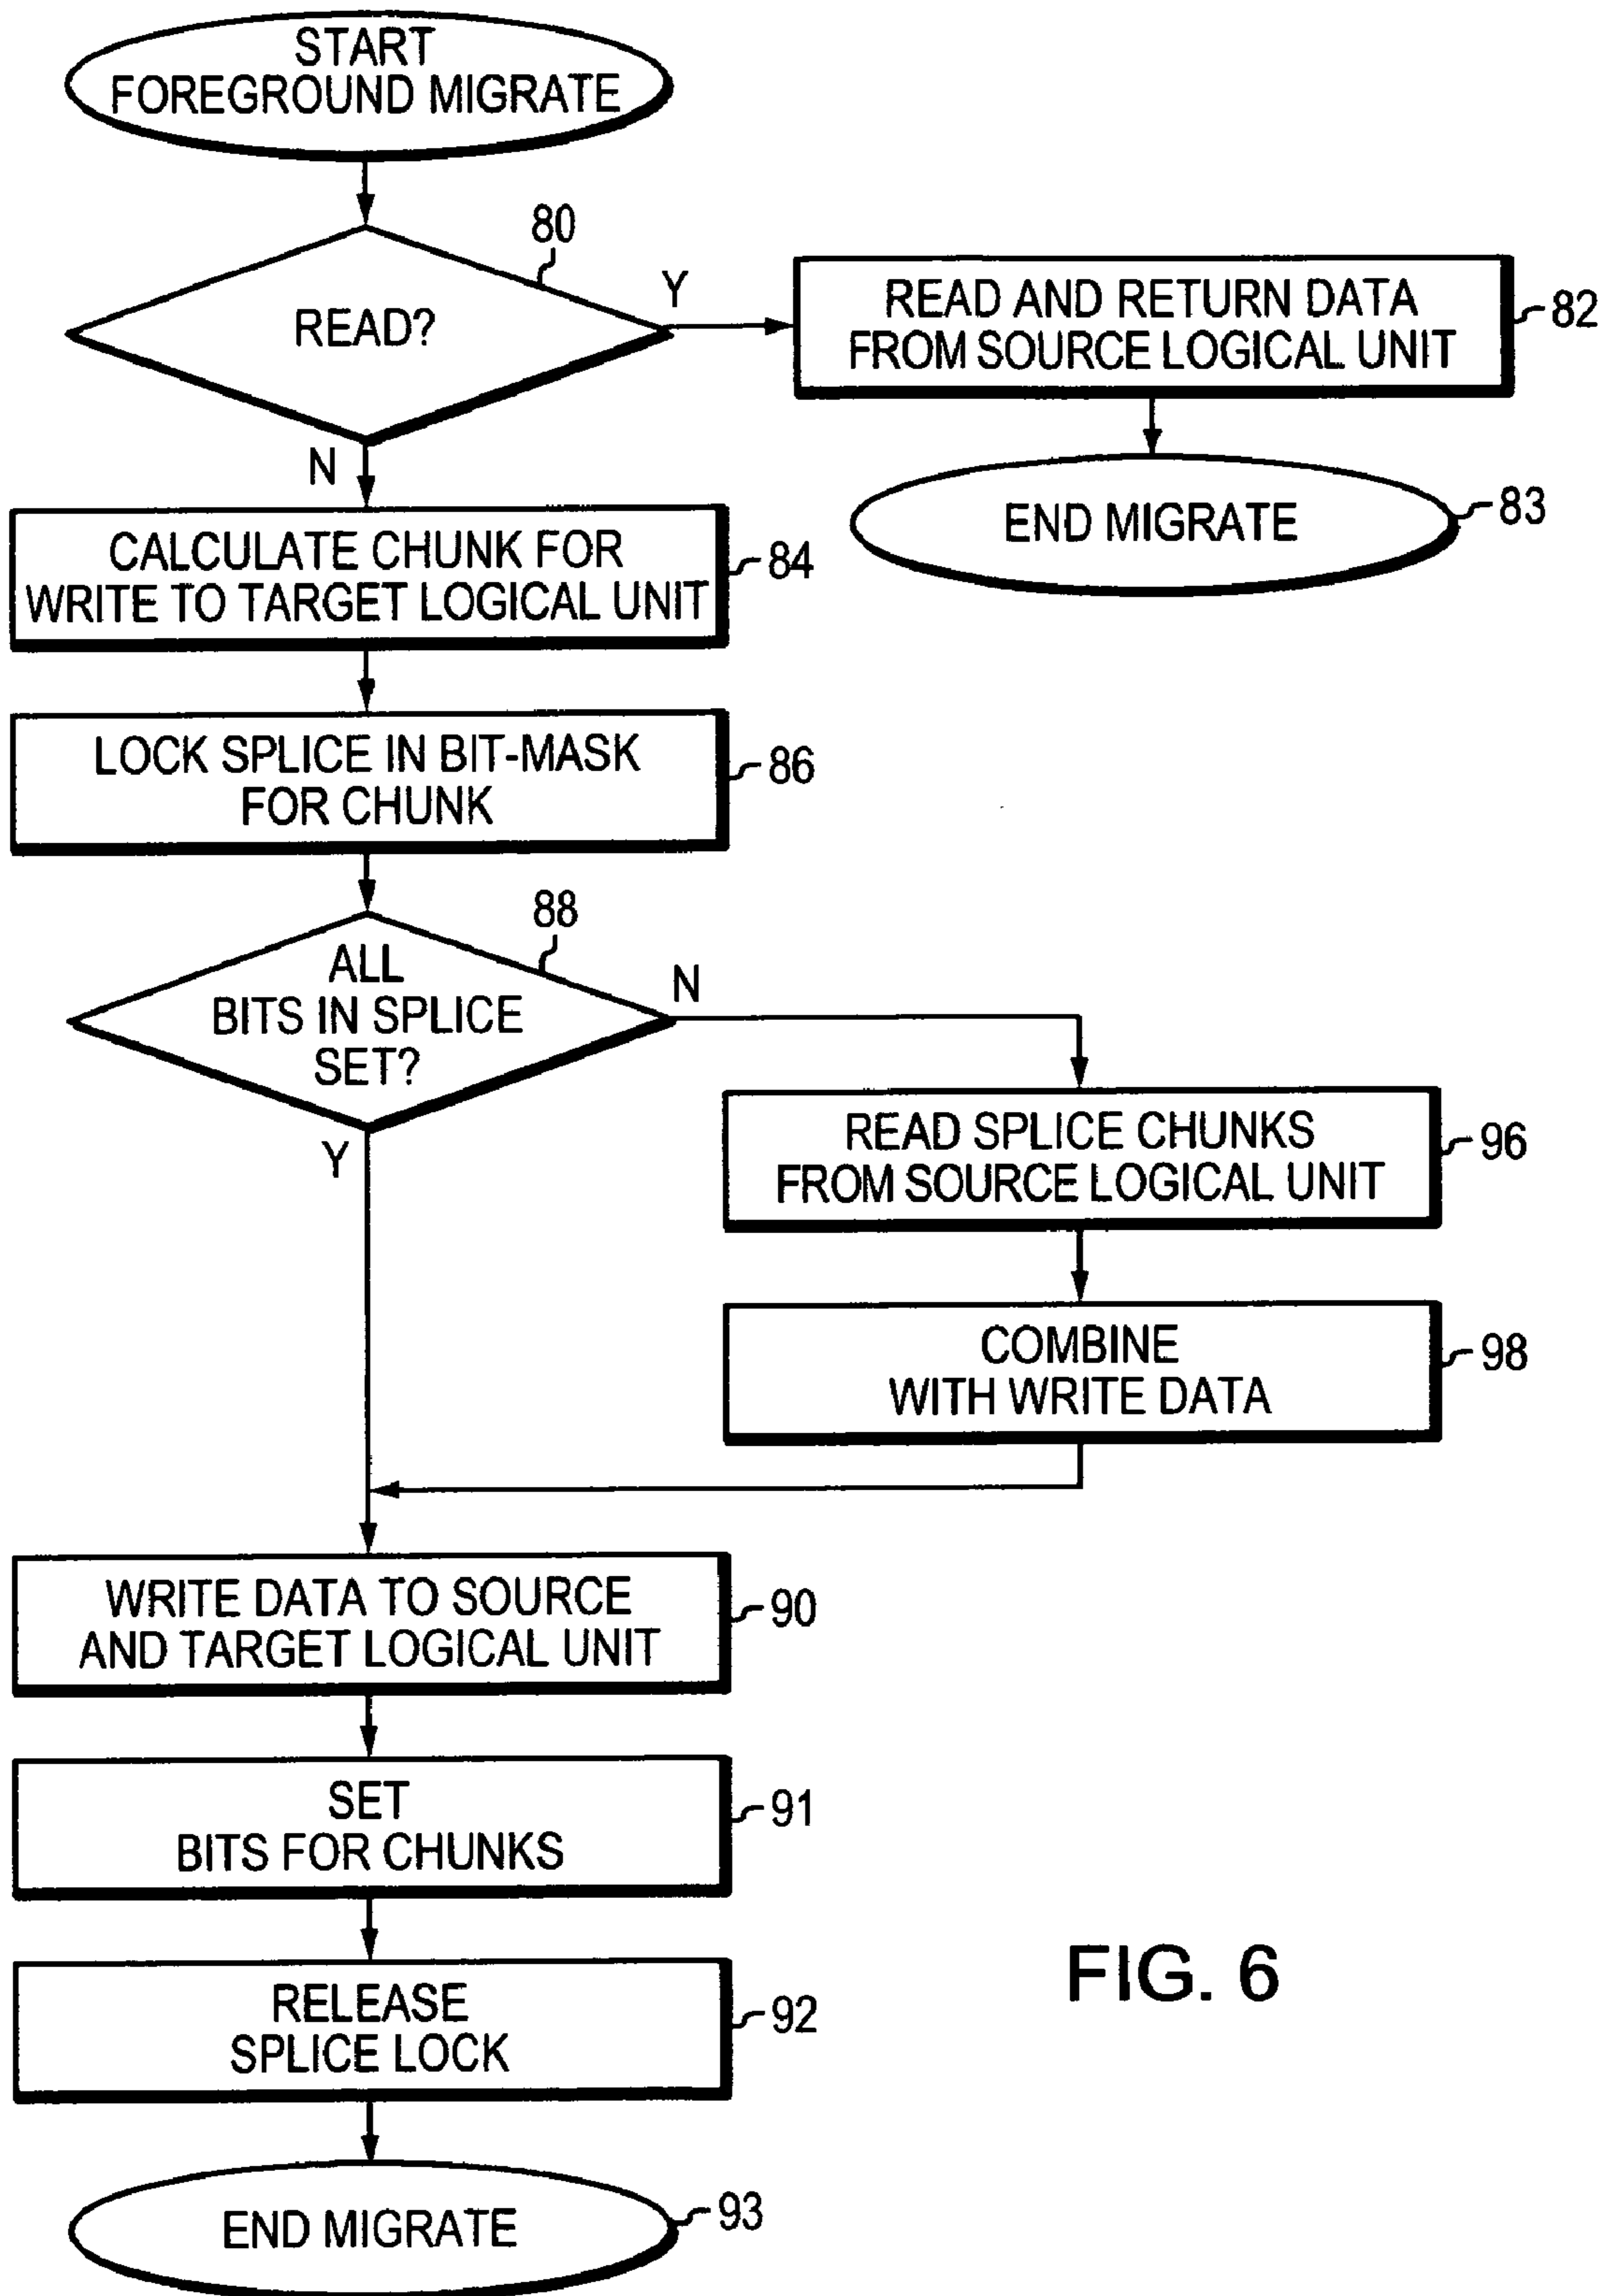 START
FOREGROUND MIGRATE
80
READ?
Y
N
READ AND RETURN DATA
FROM SOURCE LOGICAL UNIT
82
END MIGRATE
83
CALCULATE CHUNK FOR
WRITE TO TARGET LOGICAL UNIT
84
LOCK SPLICE IN BIT-MASK
FOR CHUNK
86
88
ALL
BITS IN SPLICE
SET?
N
Y
READ SPLICE CHUNKS
FROM SOURCE LOGICAL UNIT
96
COMBINE
WITH WRITE DATA
98
WRITE DATA TO SOURCE
AND TARGET LOGICAL UNIT
90
SET
BITS FOR CHUNKS
91
RELEASE
SPLICE LOCK
92
END MIGRATE
93
FIG. 6